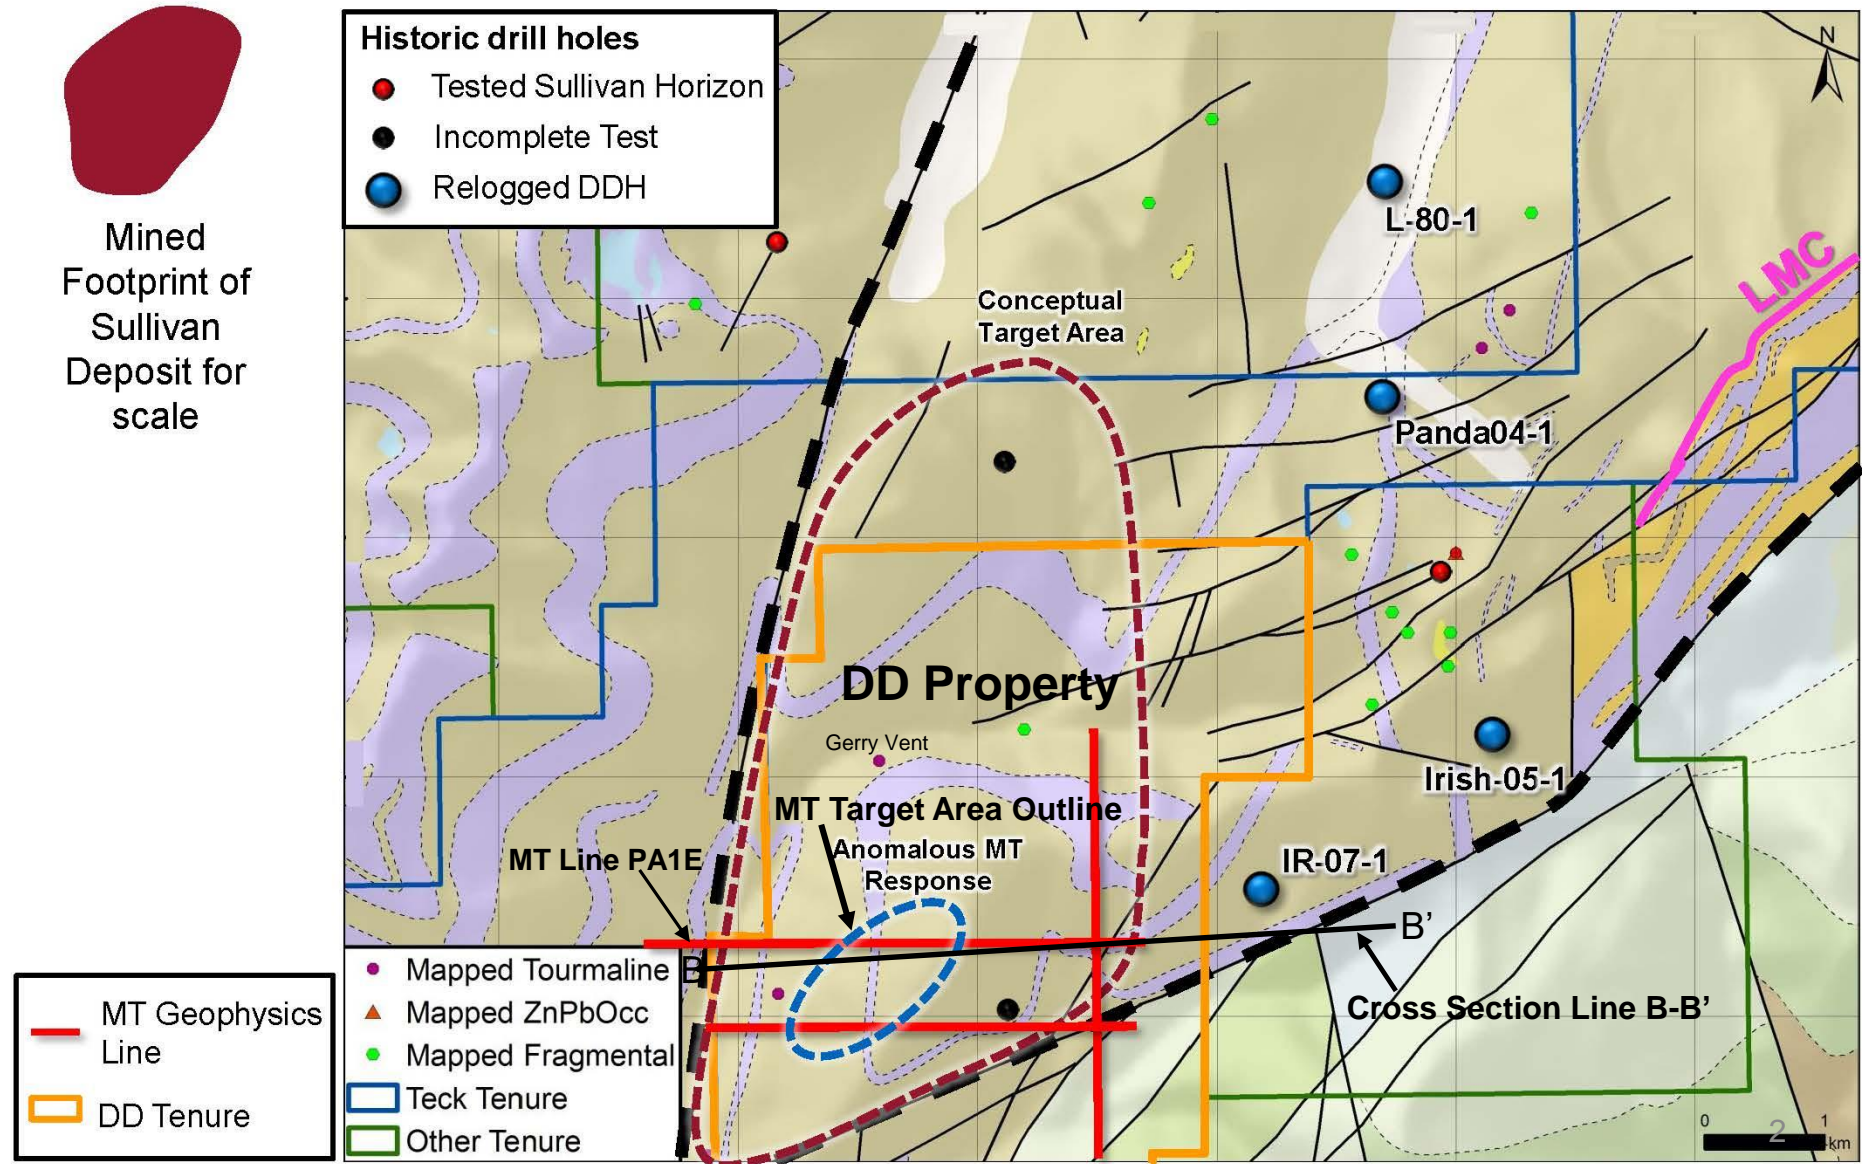 Mined
Footprint of
Sullivan
Deposit for
scale
Historic drill holes
Tested Sullivan Horizon
Incomplete Test
Relogged DDH
N
L-80-1
LMC
Conceptual
Target Area
Panda04-1
DD Property
Gerry Vent
Irish-05-1
MT Target Area Outline
Anomalous MT
Response
MT Line PA1E
IR-07-1
B
B’
Cross Section Line B-B’
Mapped Tourmaline
Mapped ZnPbOcc
Mapped Fragmental
Teck Tenure
Other Tenure
MT Geophysics
Line
DD Tenure
0 1
km
2